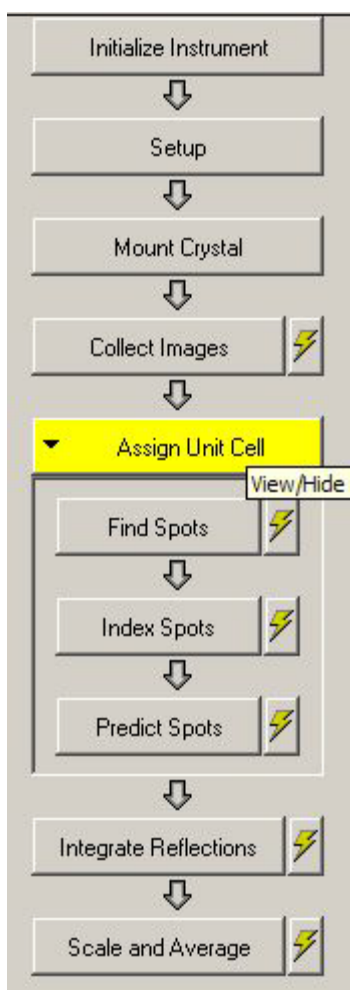 Initialize Instrument
Setup
Mount Crystal
Collect Images
Assign Unit Cell
View/Hide
Find Spots
Index Spots
Predict Spots
Integrate Reflections
Scale and Average